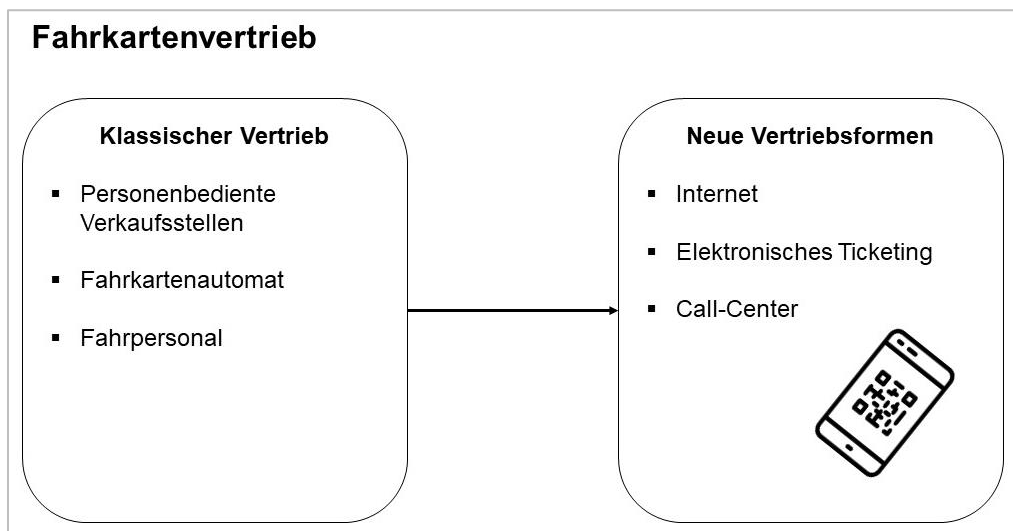 Fahrkartenvertrieb
Klassischer Vertrieb
▪ Personenbediente
Verkaufsstellen
▪ Fahrkartenautomat
▪ Fahrpersonal
Neue Vertriebsformen
▪ Internet
▪ Elektronisches Ticketing
▪ Call-Center